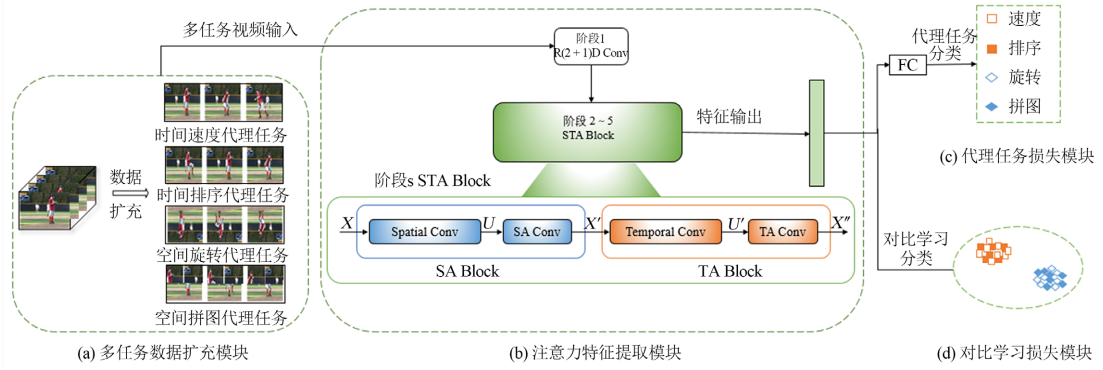 多任务视频输入
阶段1
R(2 + 1)D Conv
代理任务
分类
FC
速度
排序
旋转
拼图
数据
扩充
时间速度代理任务
时间排序代理任务
空间旋转代理任务
空间拼图代理任务
阶段 2 ~ 5
STA Block
特征输出
(c) 代理任务损失模块
阶段s STA Block
X
Spatial Conv
U
SA Conv
X′
Temporal Conv
U′
TA Conv
X″
SA Block
TA Block
对比学习
分类
(a) 多任务数据扩充模块
(b) 注意力特征提取模块
(d) 对比学习损失模块